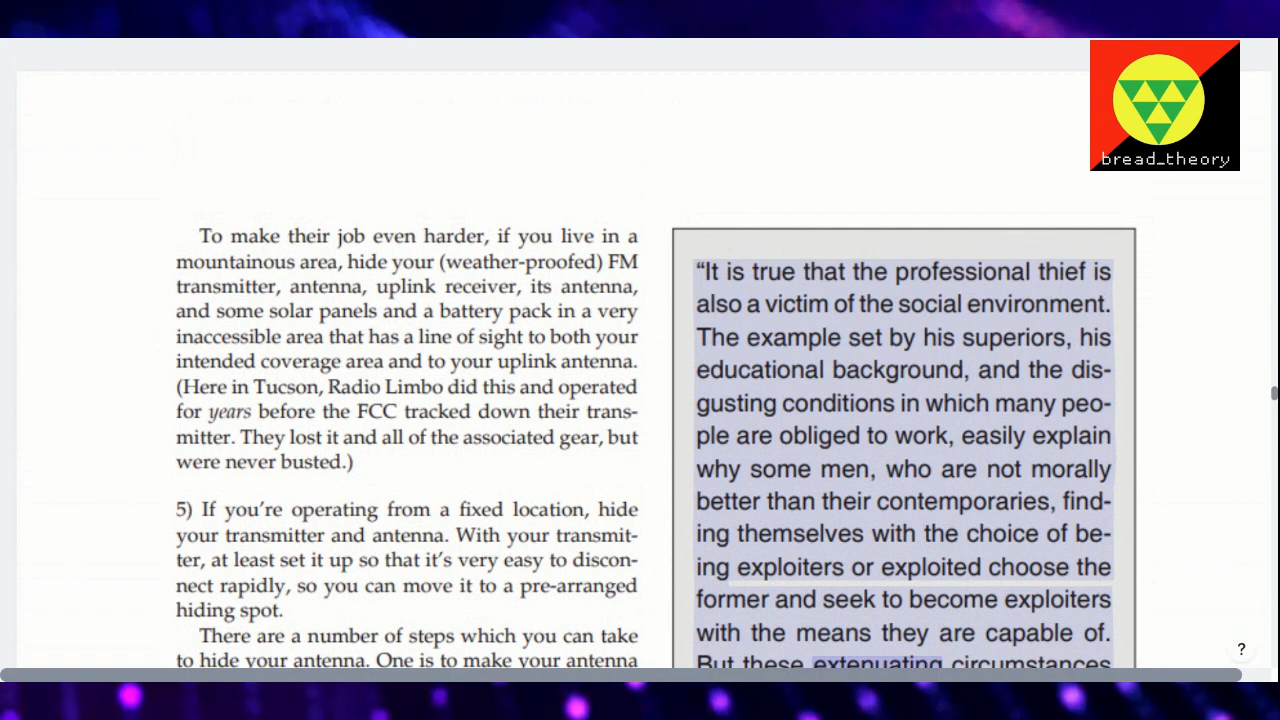 bread_theory
To make their job even harder, if you live in a
mountainous area, hide your (weather-proofed) FM
transmitter, antenna, uplink receiver, its antenna,
and some solar panels and a battery pack in a very
inaccessible area that has a line of sight to both your
intended coverage area and to your uplink antenna.
(Here in Tucson, Radio Limbo did this and operated
for years before the FCC tracked down their trans-
mitter. They lost it and all of the associated gear, but
were never busted.)
5) If you’re operating from a fixed location, hide
your transmitter and antenna. With your transmit-
ter, at least set it up so that it’s very easy to discon-
nect rapidly, so you can move it to a pre-arranged
hiding spot.
There are a number of steps which you can take
to hide your antenna. One is to make your antenna
“It is true that the professional thief is
also a victim of the social environment.
The example set by his superiors, his
educational background, and the dis-
gusting conditions in which many peo-
ple are obliged to work, easily explain
why some men, who are not morally
better than their contemporaries, find-
ing themselves with the choice of be-
ing exploiters or exploited choose the
former and seek to become exploiters
with the means they are capable of.
But these extenuating circumstances
?